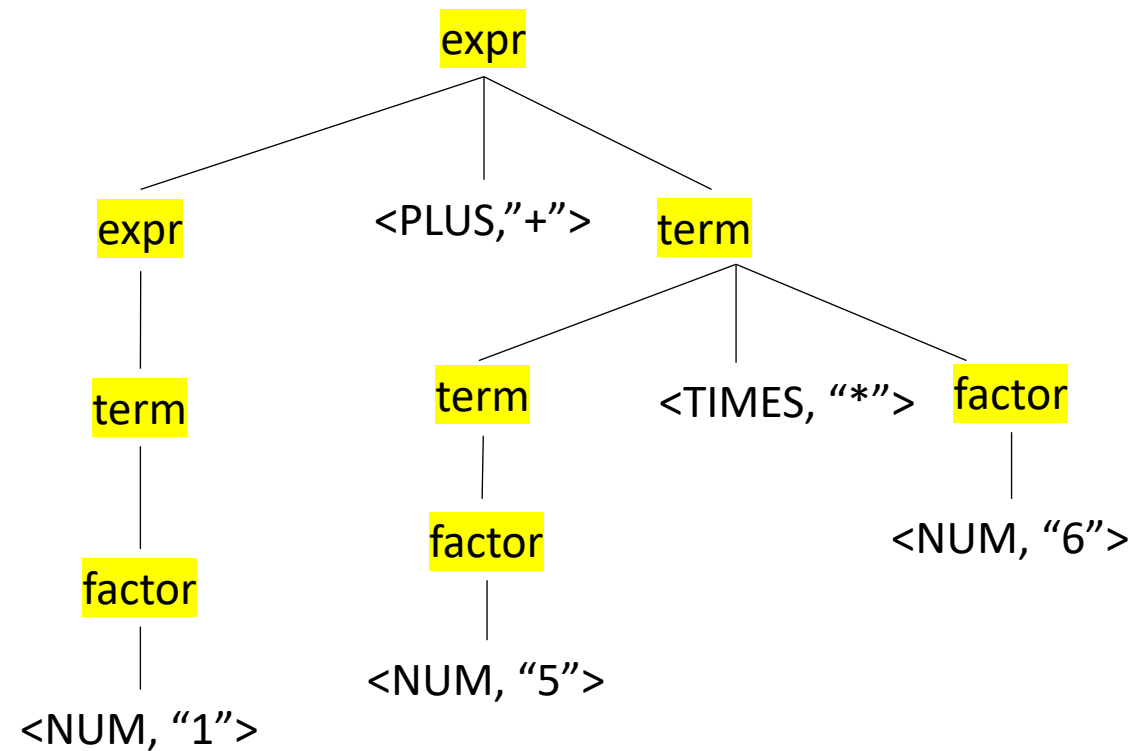 expr
expr
<PLUS,”+”>
term
term
term
<TIMES, “*”>
factor
factor
factor
<NUM, “6”>
<NUM, “5”>
<NUM, “1”>